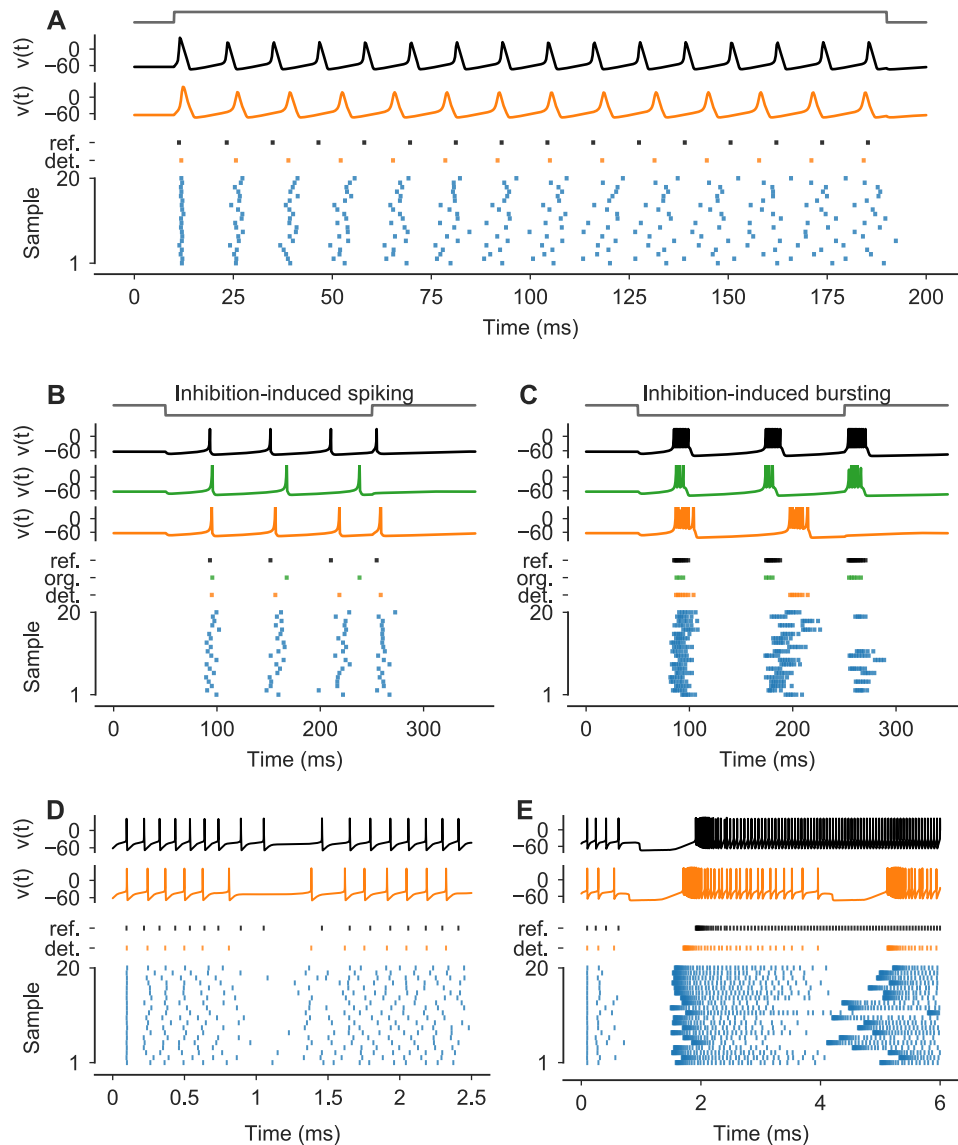 A
v(t)
0
−60
v(t)
0
−60
ref.
det.
Sample
20
1
0 25 50 75 100 125 150 175 200
Time (ms)
B
Inhibition-induced spiking
v(t)
0
−60
v(t)
0
−60
v(t)
0
−60
ref.
org.
det.
Sample
20
1
0 100 200 300
Time (ms)
C
Inhibition-induced bursting
0
−60
0
−60
0
−60
ref.
org.
det.
Sample
20
1
0 100 200 300
Time (ms)
D
v(t)
0
−60
v(t)
0
−60
ref.
det.
Sample
20
1
0 0.5 1 1.5 2 2.5
Time (ms)
E
v(t)
0
−60
v(t)
0
−60
ref.
det.
Sample
20
1
0 2 4 6
Time (ms)